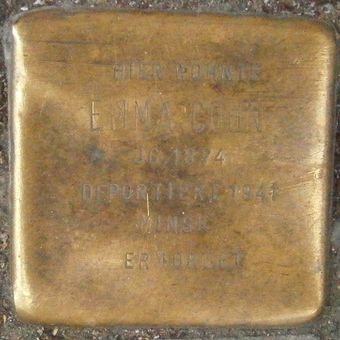 HIER WOHNTE
EMMA COHN
JG. 1874
DEPORTIERT 1941
MINSK
ERMORDET